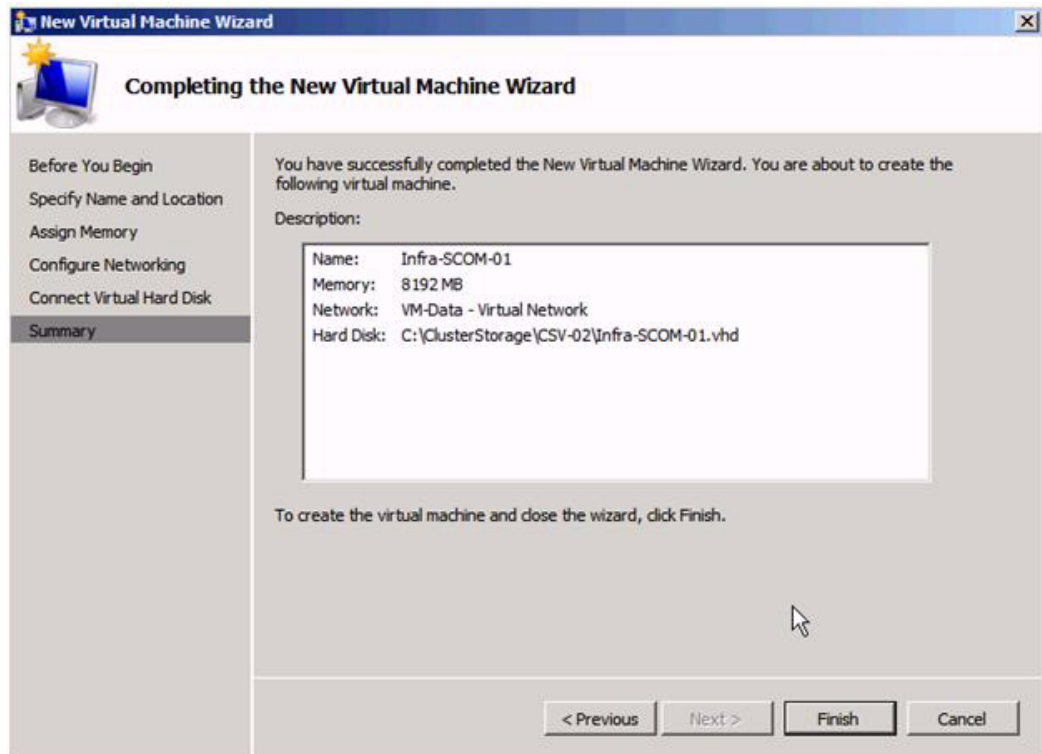 New Virtual Machine Wizard
Completing the New Virtual Machine Wizard
Before You Begin
Specify Name and Location
Assign Memory
Configure Networking
Connect Virtual Hard Disk
Summary
You have successfully completed the New Virtual Machine Wizard. You are about to create the
following virtual machine.
Description:
Name: Infra-SCOM-01
Memory: 8192 MB
Network: VM-Data - Virtual Network
Hard Disk: C:\ClusterStorage\CSV-02\Infra-SCOM-01.vhd
To create the virtual machine and close the wizard, click Finish.
< Previous Next > Finish Cancel